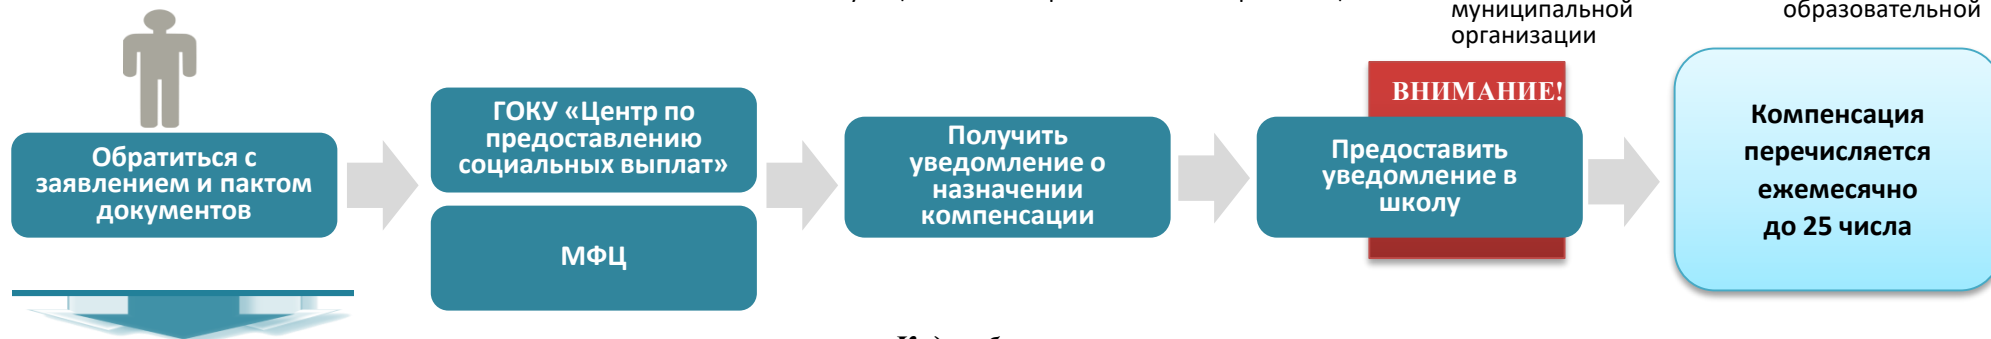 муниципальной
организации
образовательной
Обратиться с
заявлением и пактом
документов
ГОКУ «Центр по
предоставлению
социальных выплат»
МФЦ
Получить
уведомление о
назначении
компенсации
ВНИМАНИЕ!
Предоставить
уведомление в
школу
Компенсация
перечисляется
ежемесячно
до 25 числа